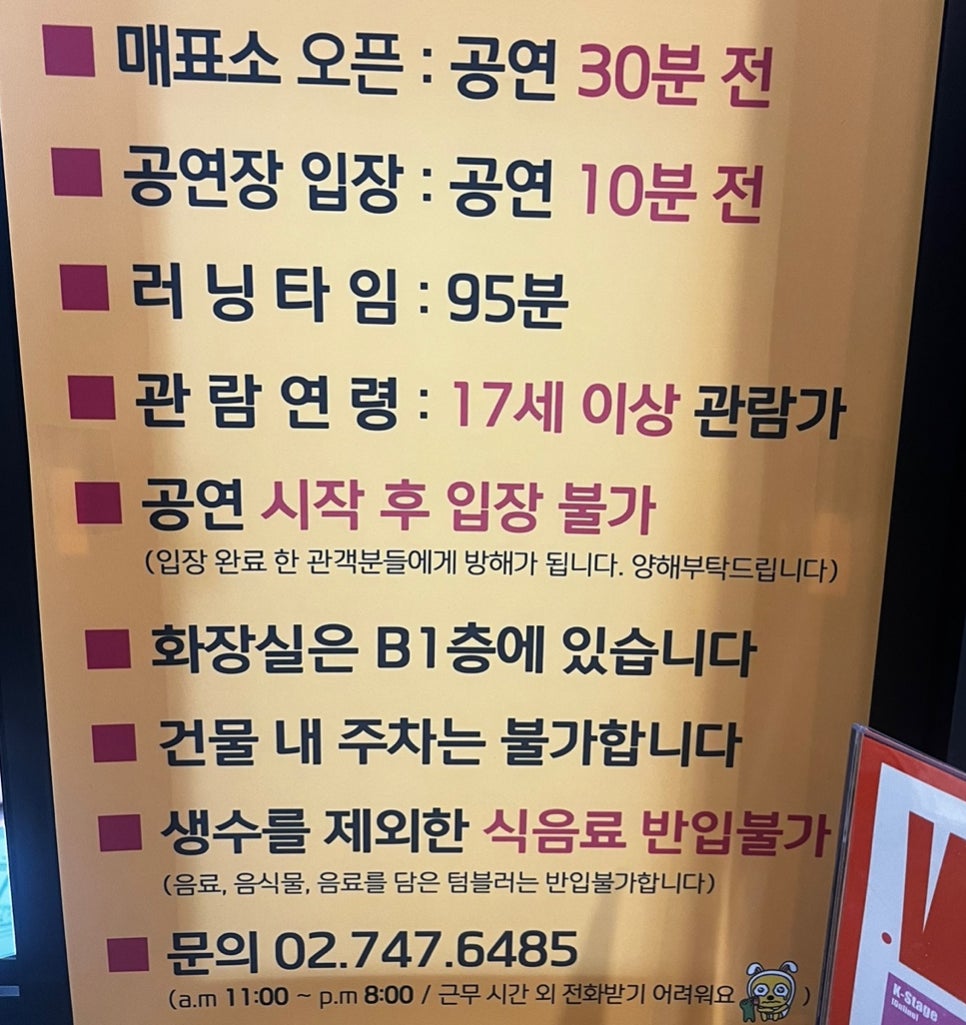 ■ 매표소 오픈 : 공연 30분 전
■ 공연장 입장 : 공연 10분 전
■ 러 닝 타 임 : 95분
■ 관 람 연 령 : 17세 이상 관람가
■ 공연 시작 후 입장 불가
(입장 완료 한 관객분들에게 방해가 됩니다. 양해부탁드립니다)
■ 화장실은 B1층에 있습니다
■ 건물 내 주차는 불가합니다
■ 생수를 제외한 식음료 반입불가
(음료, 음식물, 음료를 담은 텀블러는 반입불가합니다)
■ 문의 02.747.6485
(a.m 11:00 ~ p.m 8:00 / 근무 시간 외 전화받기 어려워요 )
K-Stage